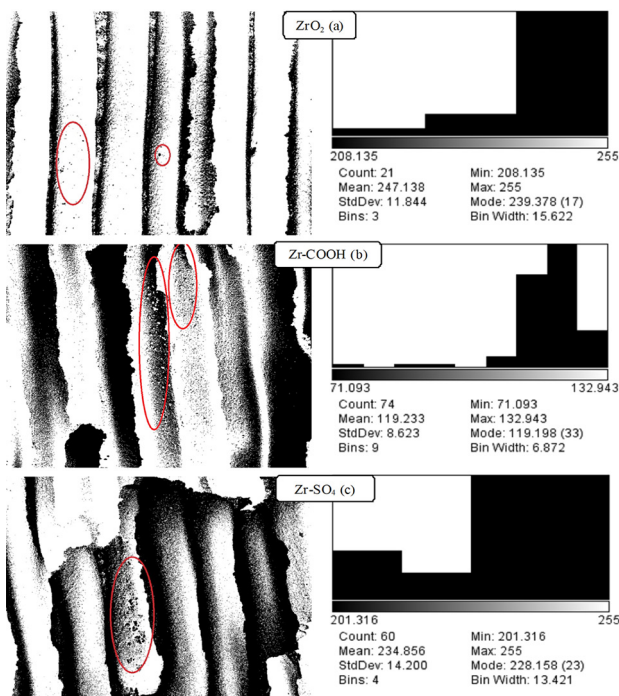 ZrO₂ (a)
208.135 255
Count: 21 Min: 208.135
Mean: 247.138 Max: 255
StdDev: 11.844 Mode: 239.378 (17)
Bins: 3 Bin Width: 15.622
Zr-COOH (b)
71.093 132.943
Count: 74 Min: 71.093
Mean: 119.233 Max: 132.943
StdDev: 8.623 Mode: 119.198 (33)
Bins: 9 Bin Width: 6.872
Zr-SO₄ (c)
201.316 255
Count: 60 Min: 201.316
Mean: 234.856 Max: 255
StdDev: 14.200 Mode: 228.158 (23)
Bins: 4 Bin Width: 13.421